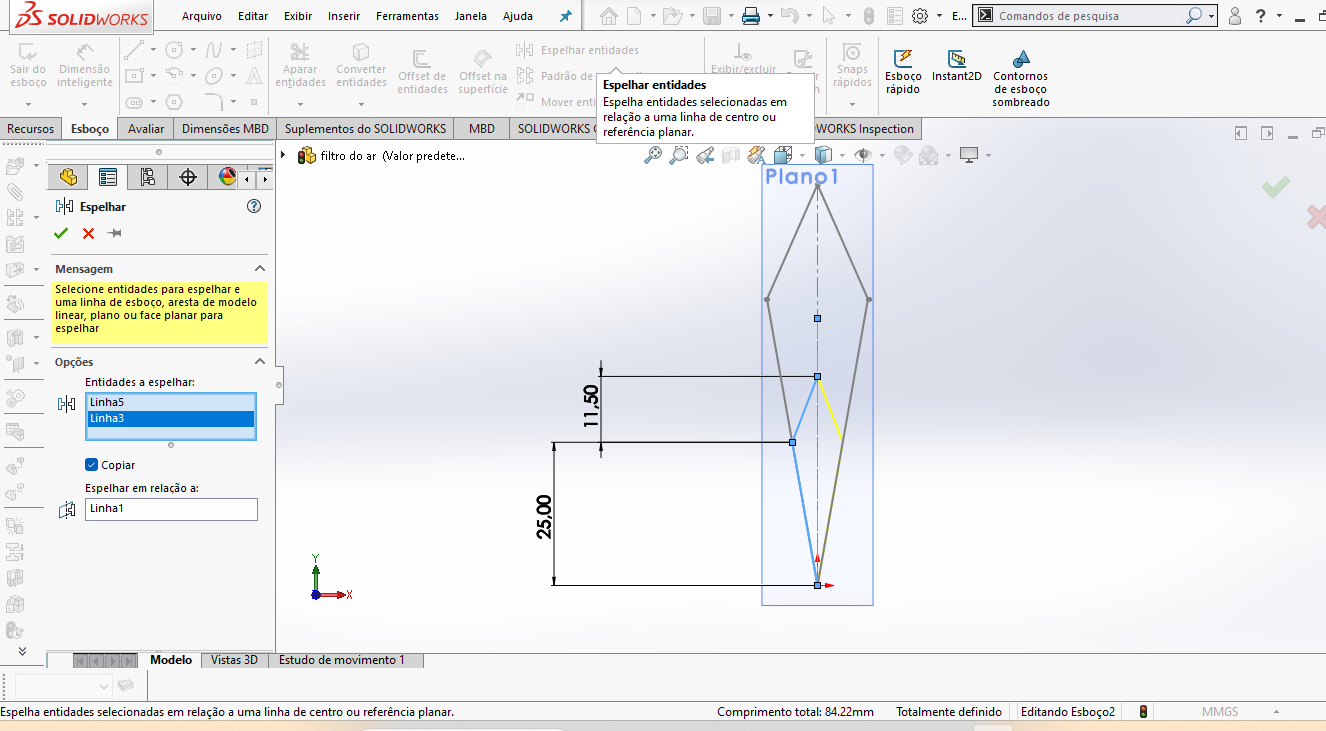 SOLIDWORKS
Arquivo Editar Exibir Inserir Ferramentas Janela Ajuda
E...
Comandos de pesquisa
?
Sair do esboço
Dimensão inteligente
Aparar entidades
Converter entidades
Offset de entidades
Offset na superfície
Espelhar entidades
Padrão de
Mover enti
Exibir/excluir
Snaps rápidos
Esboço rápido
Instant2D
Contornos de esboço sombreado
Espelhar entidades
Espelha entidades selecionadas em
relação a uma linha de centro ou
referência planar.
Recursos Esboço Avaliar Dimensões MBD Suplementos do SOLIDWORKS MBD SOLIDWORKS C WORKS Inspection
filtro do ar (Valor predete...
Espelhar
?
Mensagem
Selecione entidades para espelhar e
uma linha de esboço, aresta de modelo
linear, plano ou face planar para
espelhar
Opções
Entidades a espelhar:
Linha5
Linha3
Copiar
Espelhar em relação a:
Linha1
Plano1
11,50
25,00
Y
X
Modelo Vistas 3D Estudo de movimento 1
Espelha entidades selecionadas em relação a uma linha de centro ou referência planar.
Comprimento total: 84.22mm Totalmente definido Editando Esboço2 MMGS